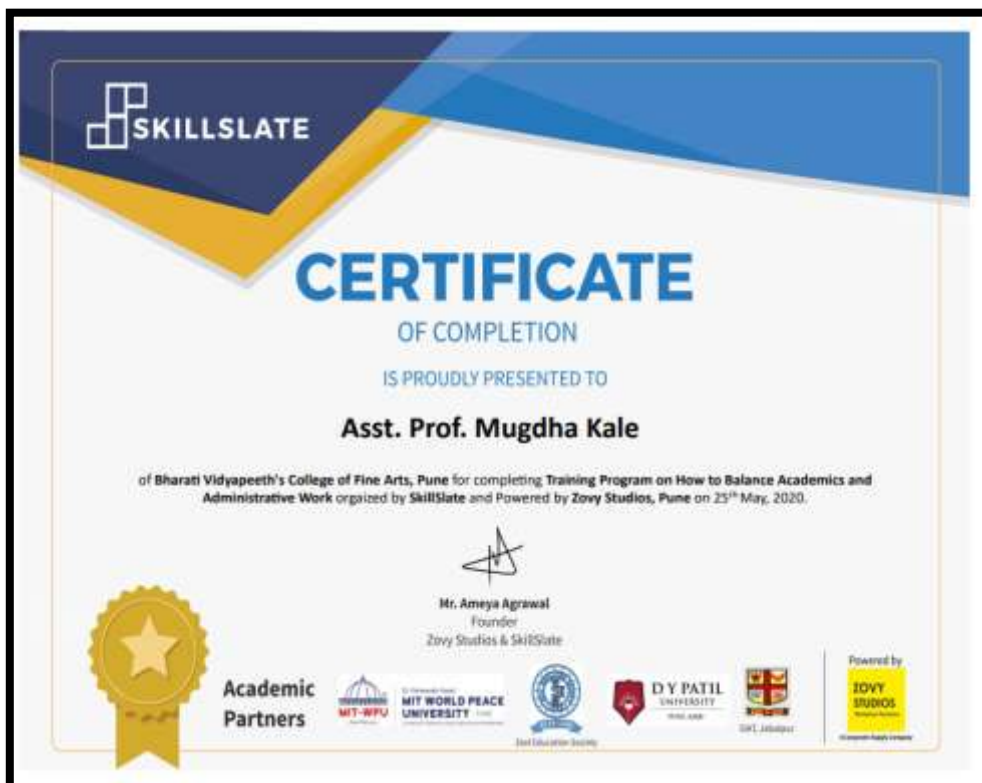 SKILLSLATE
CERTIFICATE
OF COMPLETION
IS PROUDLY PRESENTED TO
Asst. Prof. Mugdha Kale
of Bharati Vidyapeeth's College of Fine Arts, Pune for completing Training Program on How to Balance Academics and
Administrative Work orgaized by SkillSlate and Powered by Zovy Studios, Pune on 25th May, 2020.
Mr. Ameya Agrawal
Founder
Zovy Studios & SkillSlate
Academic
Partners
MIT-WPU
MIT WORLD PEACE
UNIVERSITY
Education Society
D Y PATIL
UNIVERSITY
Jabalpur
Powered by
ZOVY
STUDIOS